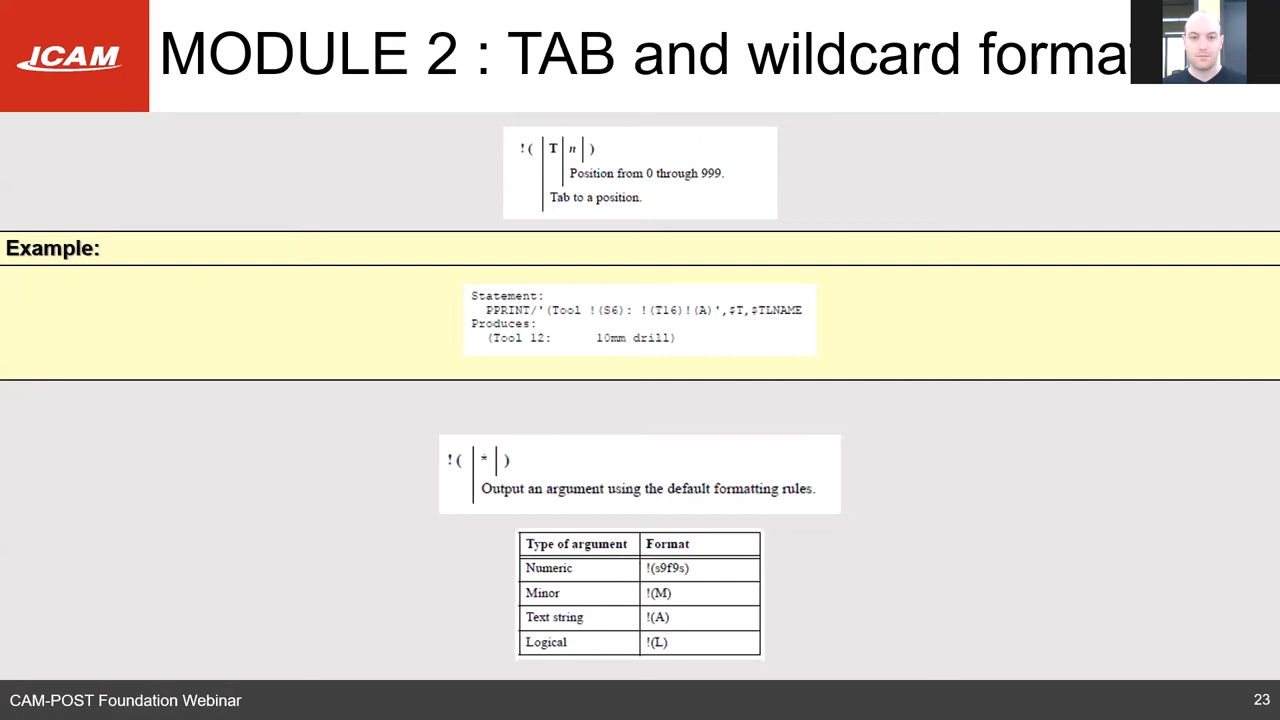 ICAM
MODULE 2 : TAB and wildcard forma
!( T n )
Position from 0 through 999.
Tab to a position.
Example:
Statement:
PPRINT/'(Tool !(S6): !(T16)!(A)',$T,$TLNAME
Produces:
(Tool 12: 10mm drill)
!( * )
Output an argument using the default formatting rules.
Type of argument Format
Numeric !(s9f9s)
Minor !(M)
Text string !(A)
Logical !(L)
CAM-POST Foundation Webinar 23